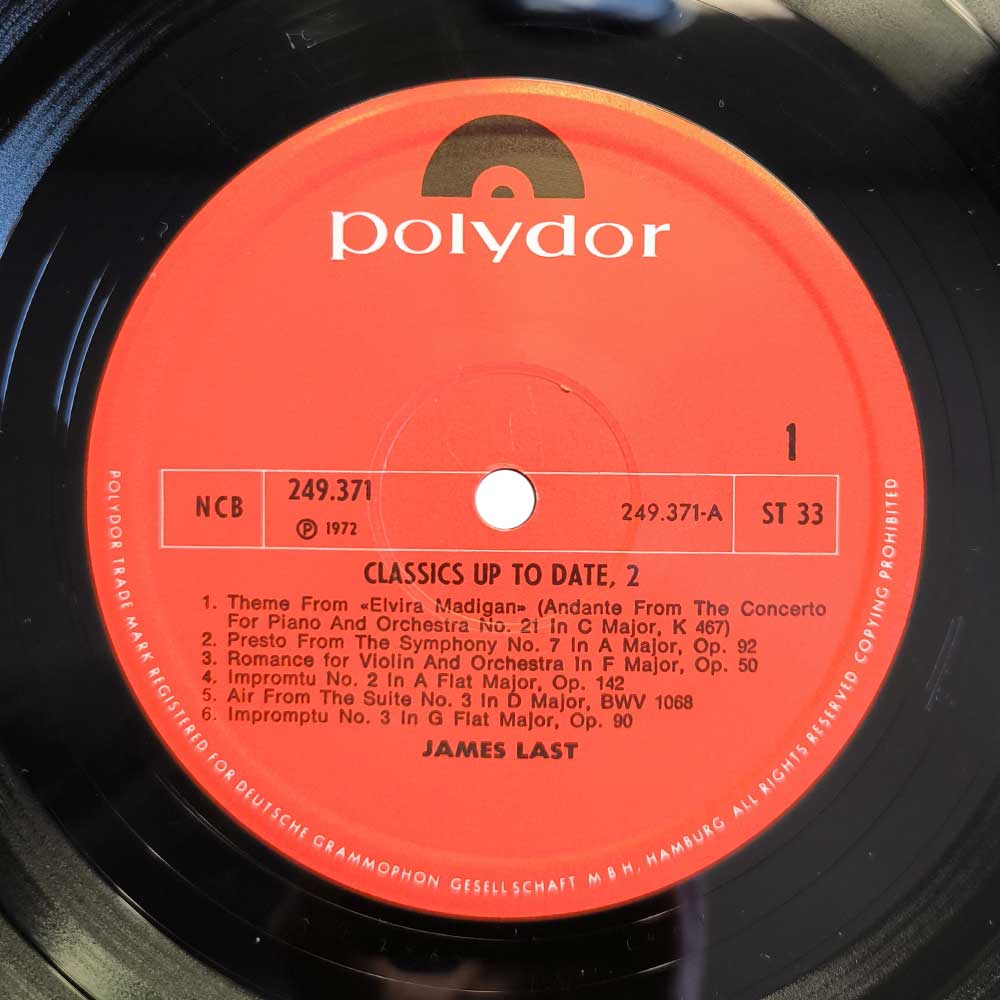 polydor
1
NCB
249.371
Ⓟ 1972
249.371-A
ST 33
CLASSICS UP TO DATE, 2
1. Theme From «Elvira Madigan» (Andante From The Concerto
For Piano And Orchestra No. 21 In C Major, K 467)
2. Presto From The Symphony No. 7 In A Major, Op. 92
3. Romance for Violin And Orchestra In F Major, Op. 50
4. Impromtu No. 2 In A Flat Major, Op. 142
5. Air From The Suite No. 3 In D Major, BWV 1068
6. Impromptu No. 3 In G Flat Major, Op. 90
JAMES LAST
POLYDOR TRADE MARK REGISTERED FOR DEUTSCHE GRAMMOPHON GESELLSCHAFT M B H, HAMBURG ALL RIGHTS RESERVED COPYING PROHIBITED